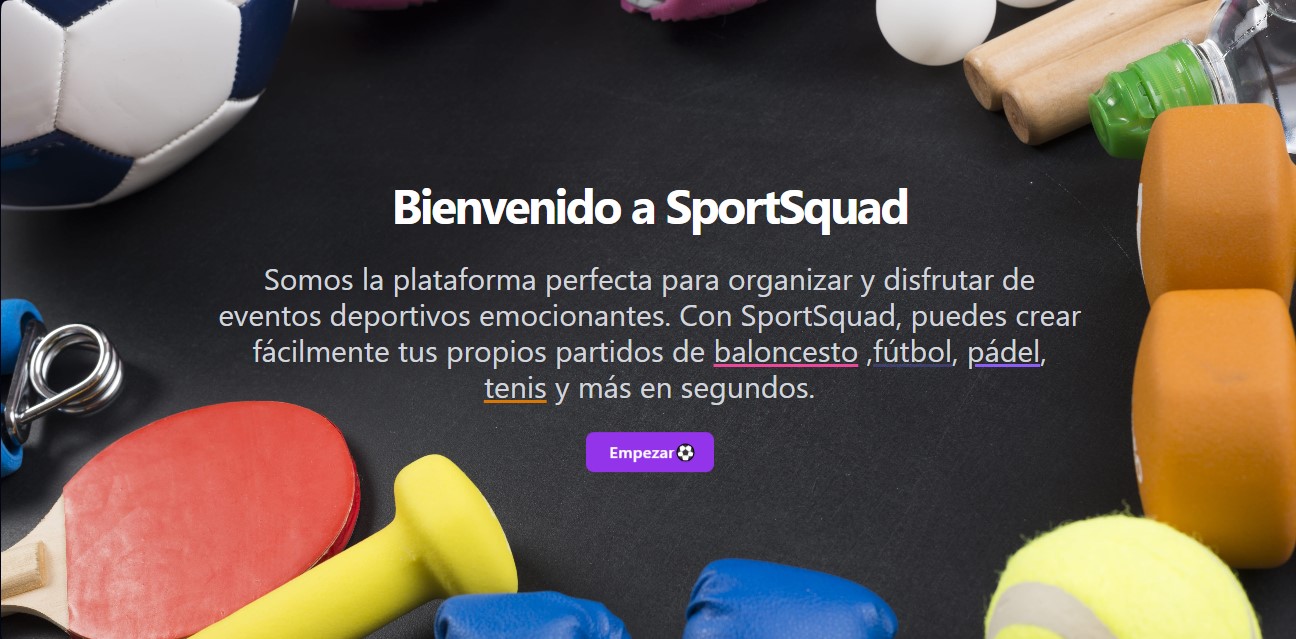 Bienvenido a SportSquad
Somos la plataforma perfecta para organizar y disfrutar de
eventos deportivos emocionantes. Con SportSquad, puedes crear
fácilmente tus propios partidos de baloncesto ,fútbol, pádel,
tenis y más en segundos.
Empezar⚽